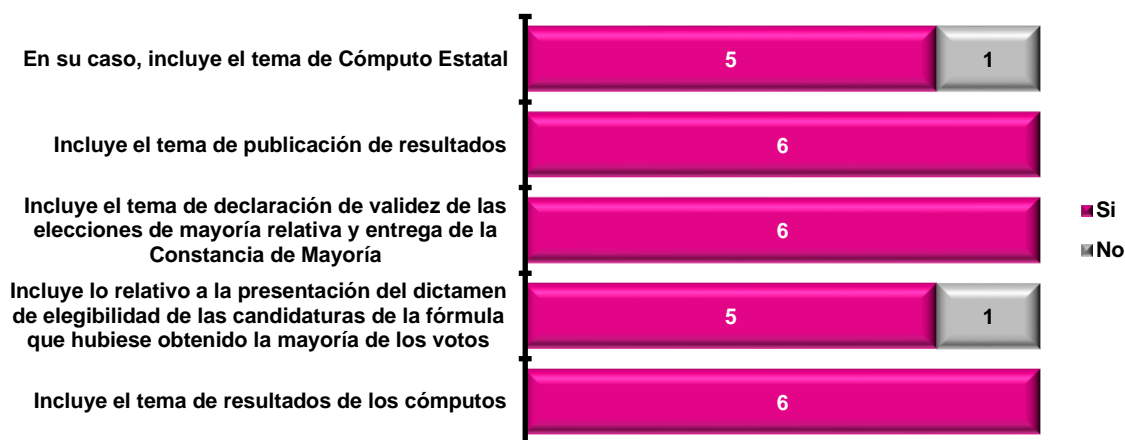 En su caso, incluye el tema de Cómputo Estatal
5
1
Incluye el tema de publicación de resultados
6
Incluye el tema de declaración de validez de las
elecciones de mayoría relativa y entrega de la
Constancia de Mayoría
6
Incluye lo relativo a la presentación del dictamen
de elegibilidad de las candidaturas de la fórmula
que hubiese obtenido la mayoría de los votos
5
1
Incluye el tema de resultados de los cómputos
6
Si
No